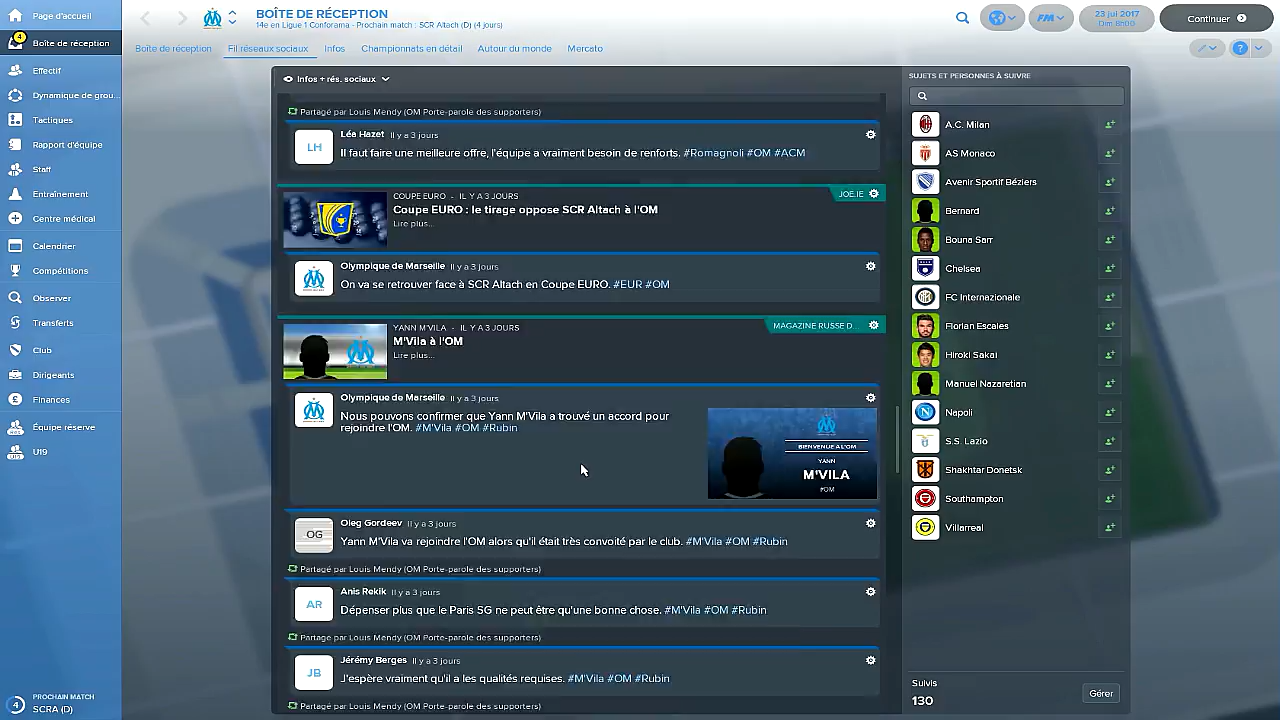 Page d'accueil
4
Boîte de réception
Effectif
Dynamique de grou...
Tactiques
Rapport d'équipe
Staff
Entraînement
Centre médical
Calendrier
Compétitions
Observer
Transferts
Club
Dirigeants
Finances
Équipe réserve
U19
4
PROCHAIN MATCH
SCRA (D)
BOÎTE DE RÉCEPTION
14e en Ligue 1 Conforama - Prochain match : SCR Altach (D) (4 jours)
FM
23 jul 2017
Dim 8h00
Continuer
Boîte de réception
Fil réseaux sociaux
Infos
Championnats en détail
Autour du monde
Mercato
?
Infos + rés. sociaux
Partagé par Louis Mendy (OM Porte-parole des supporters)
LH
Léa Hazet Il y a 3 jours
Il faut faire une meilleure offre, l'équipe a vraiment besoin de renforts. #Romagnoli #OM #ACM
COUPE EURO - IL Y A 3 JOURS
JOE.IE
Coupe EURO : le tirage oppose SCR Altach à l'OM
Lire plus...
Olympique de Marseille Il y a 3 jours
On va se retrouver face à SCR Altach en Coupe EURO. #EUR #OM
YANN M'VILA - IL Y A 3 JOURS
MAGAZINE RUSSE D...
M'Vila à l'OM
Lire plus...
Olympique de Marseille Il y a 3 jours
Nous pouvons confirmer que Yann M'Vila a trouvé un accord pour
rejoindre l'OM. #M'Vila #OM #Rubin
BIENVENUE À L'OM
YANN
M'VILA
#OM
OG
Oleg Gordeev Il y a 3 jours
Yann M'Vila va rejoindre l'OM alors qu'il était très convoité par le club. #M'Vila #OM #Rubin
Partagé par Louis Mendy (OM Porte-parole des supporters)
AR
Anis Rekik Il y a 3 jours
Dépenser plus que le Paris SG ne peut être qu'une bonne chose. #M'Vila #OM #Rubin
Partagé par Louis Mendy (OM Porte-parole des supporters)
JB
Jérémy Berges Il y a 3 jours
J'espère vraiment qu'il a les qualités requises. #M'Vila #OM #Rubin
Partagé par Louis Mendy (OM Porte-parole des supporters)
SUJETS ET PERSONNES À SUIVRE
A.C. Milan
AS Monaco
Avenir Sportif Béziers
Bernard
Bouna Sarr
Chelsea
FC Internazionale
Florian Escales
Hiroki Sakai
Manuel Nazaretian
Napoli
S.S. Lazio
Shakhtar Donetsk
Southampton
Villarreal
Suivis
130
Gérer